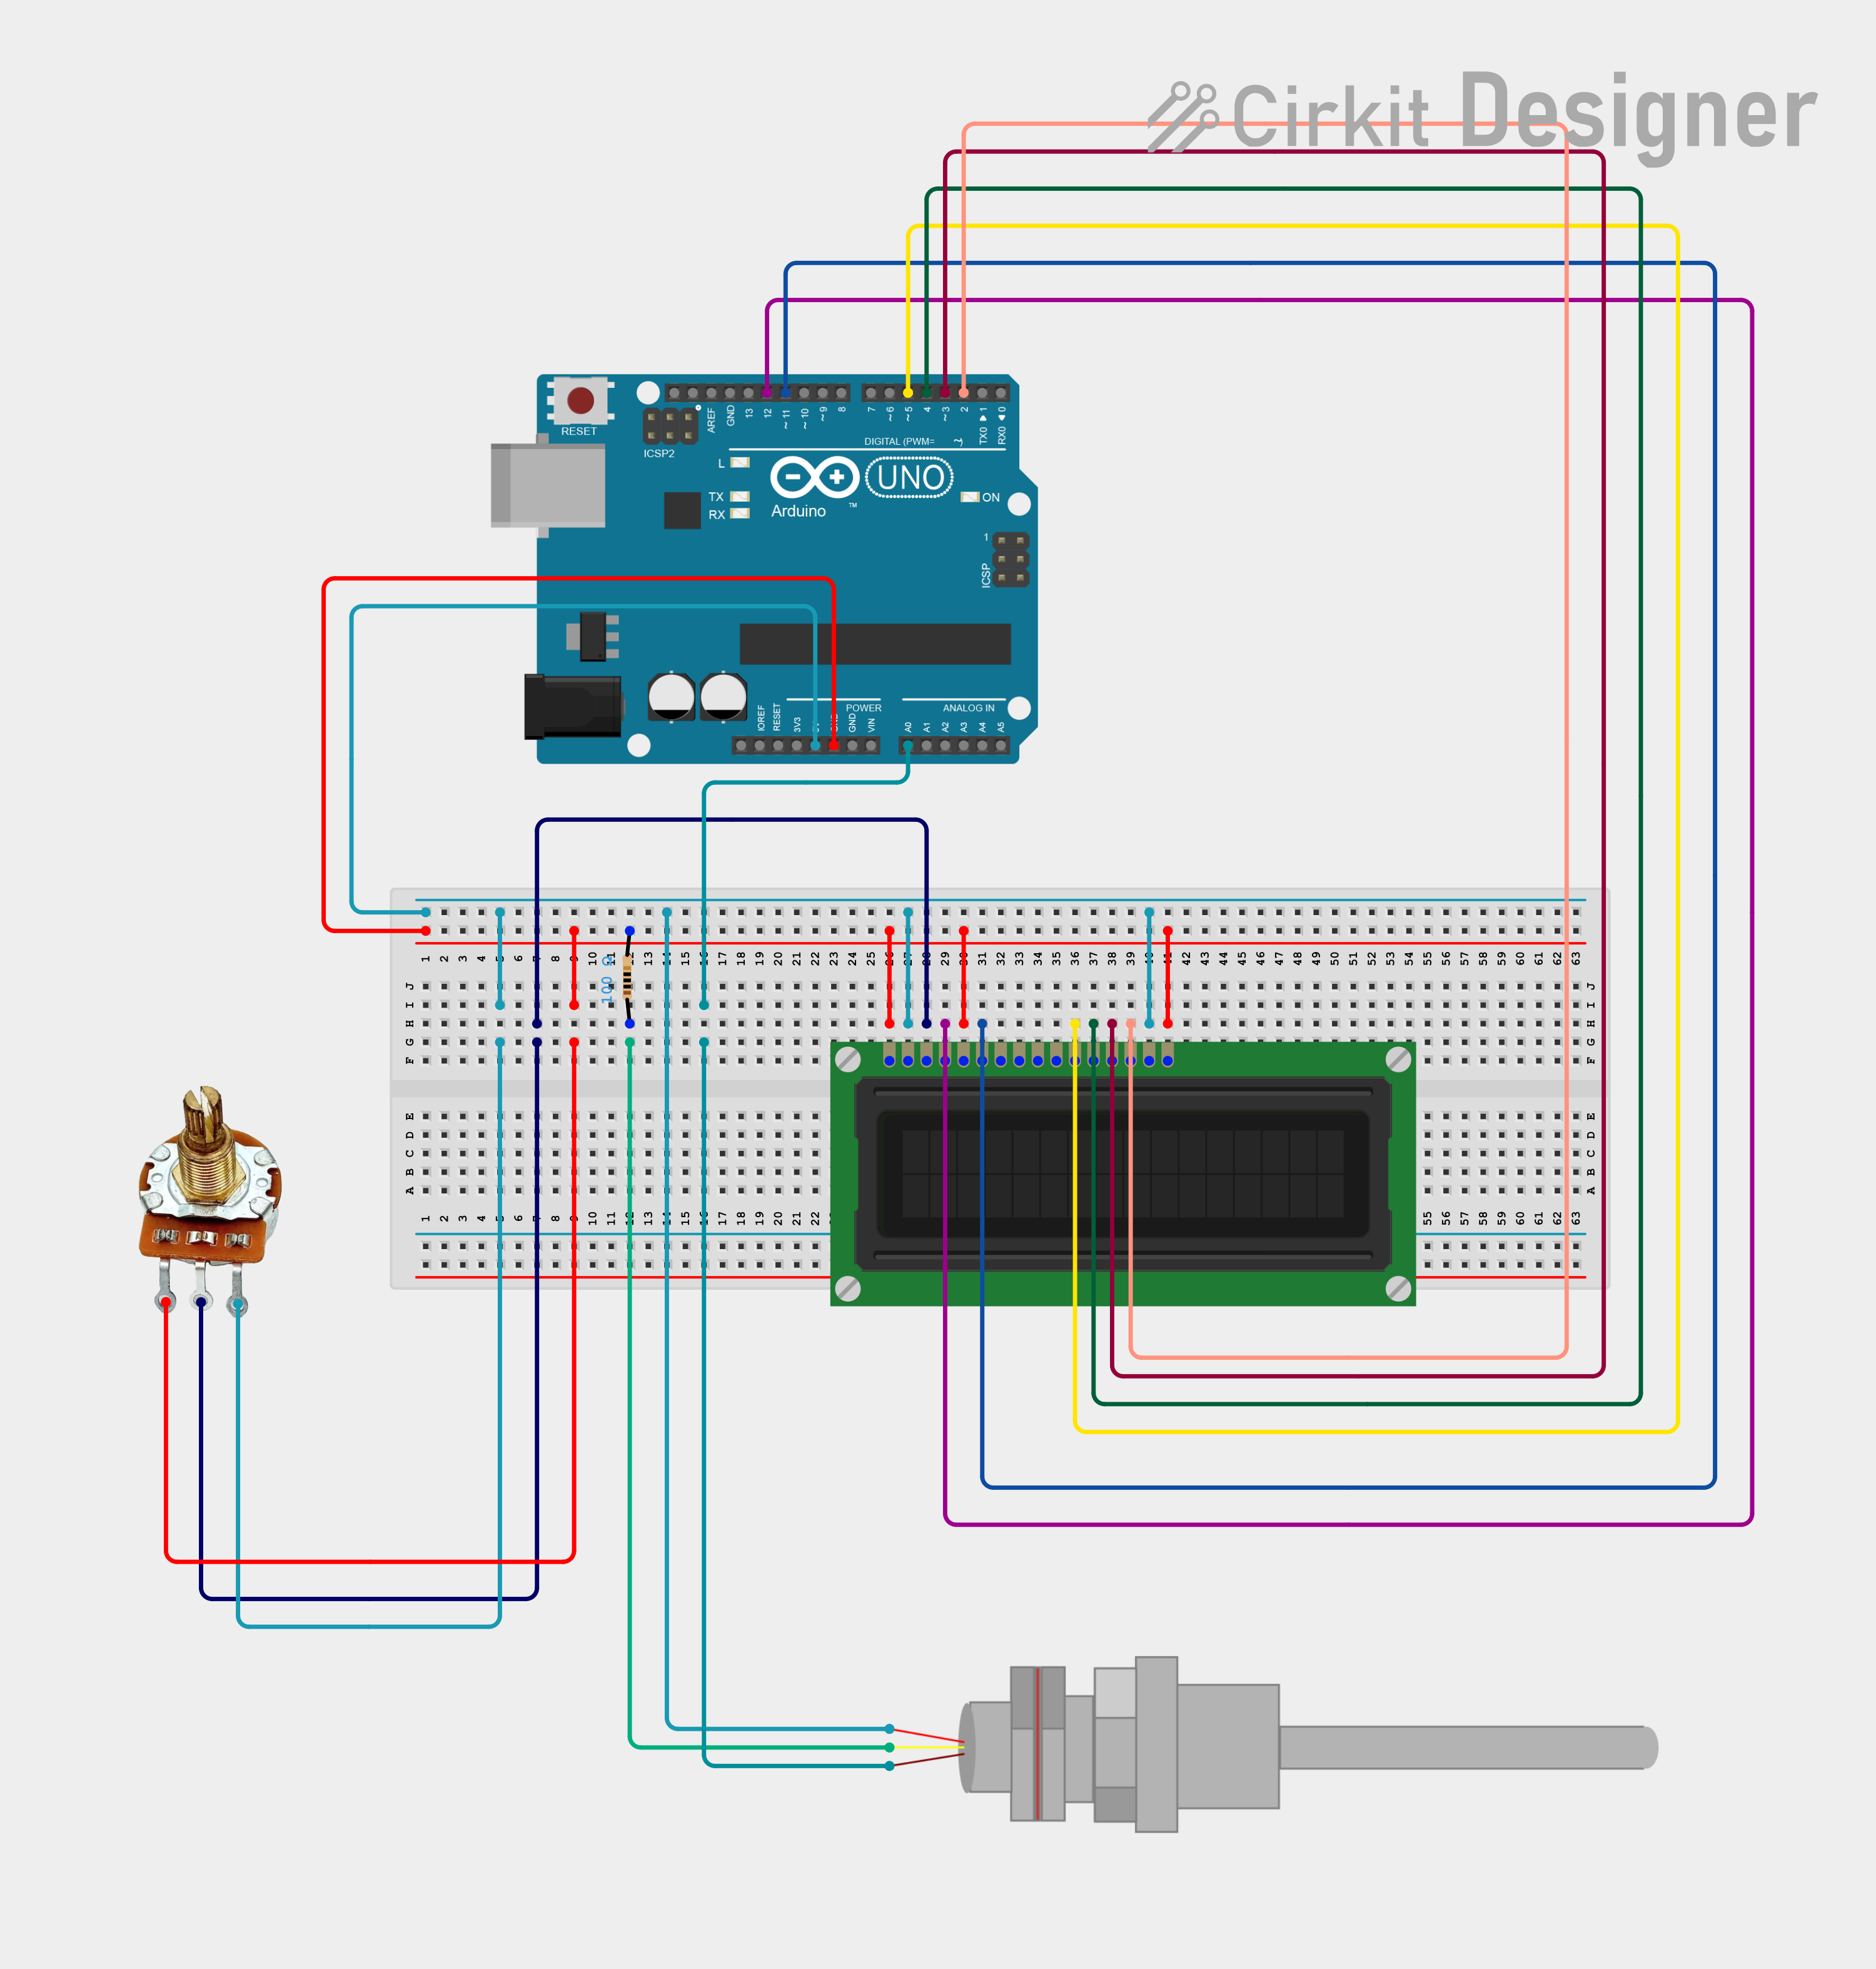 Cirkit Designer
RESET
ICSP2
AREF
GND
13
12
~11
~10
~9
8
7
~6
~5
4
~3
2
TX0 ▶ 1
RX0 ◀ 0
DIGITAL (PWM= ~)
L
TX
RX
UNO
Arduino
TM
ON
1
ICSP
POWER
ANALOG IN
IOREF
RESET
3V3
GND
VIN
A0
A1
A2
A3
A4
A5
1 2 3 4 5 6 7 8 9 10 11 12 13 14 15 16 17 18 19 20 21 22 23 24 25 26 27 28 29 30 31 32 33 34 35 36 37 38 39 40 41 42 43 44 45 46 47 48 49 50 51 52 53 54 55 56 57 58 59 60 61 62 63
100 Ω
J J
I I
H H
G G
F F
E E
D D
C C
B B
A A
1 2 3 4 5 6 7 8 9 10 11 12 13 14 15 16 17 18 19 20 21 22 55 56 57 58 59 60 61 62 63